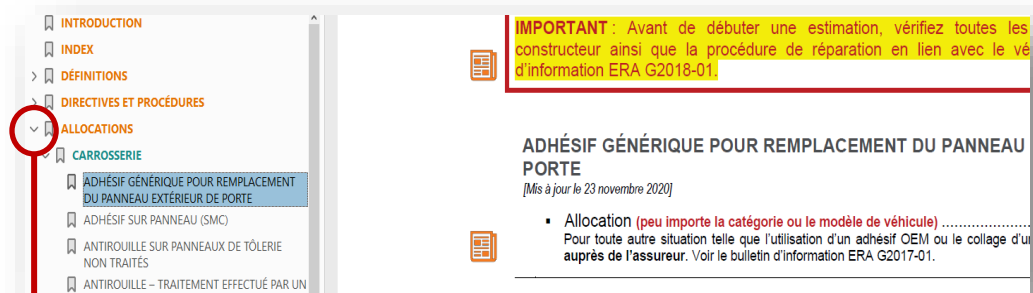 INTRODUCTION
INDEX
DÉFINITIONS
DIRECTIVES ET PROCÉDURES
ALLOCATIONS
CARROSSERIE
ADHÉSIF GÉNÉRIQUE POUR REMPLACEMENT
DU PANNEAU EXTÉRIEUR DE PORTE
ADHÉSIF SUR PANNEAU (SMC)
ANTIROUILLE SUR PANNEAUX DE TÔLERIE
NON TRAITÉS
ANTIROUILLE – TRAITEMENT EFFECTUÉ PAR UN
IMPORTANT : Avant de débuter une estimation, vérifiez toutes les
constructeur ainsi que la procédure de réparation en lien avec le vé
d'information ERA G2018-01.
ADHÉSIF GÉNÉRIQUE POUR REMPLACEMENT DU PANNEAU
PORTE
[Mis à jour le 23 novembre 2020]
▪ Allocation (peu importe la catégorie ou le modèle de véhicule) ......................
Pour toute autre situation telle que l'utilisation d'un adhésif OEM ou le collage d'u
auprès de l'assureur. Voir le bulletin d'information ERA G2017-01.